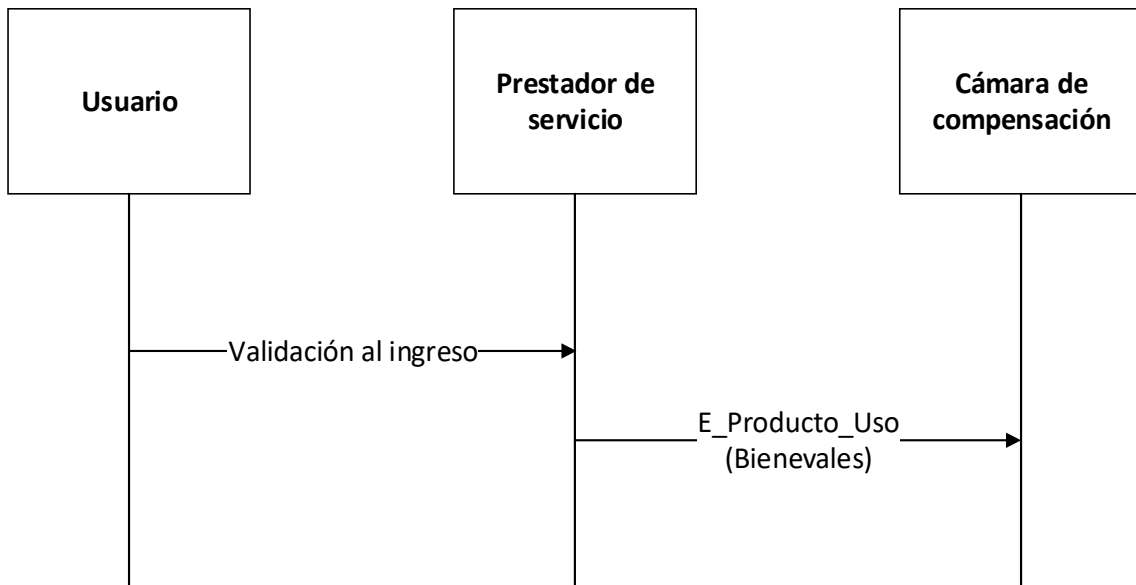 Usuario
Prestador de
servicio
Cámara de
compensación
Validación al ingreso
E_Producto_Uso
(Bienevales)